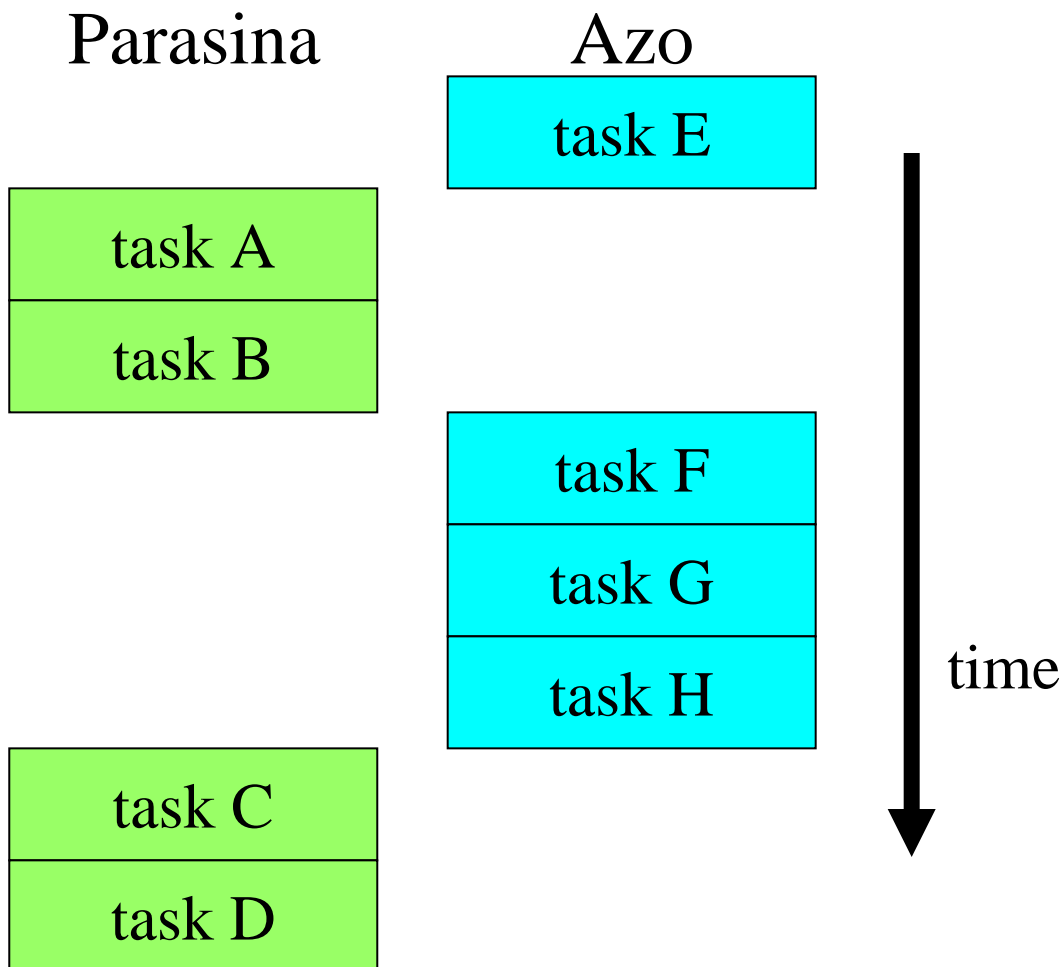 Parasina Azo
task E
task A
task B
task F
task G
task H
time
task C
task D